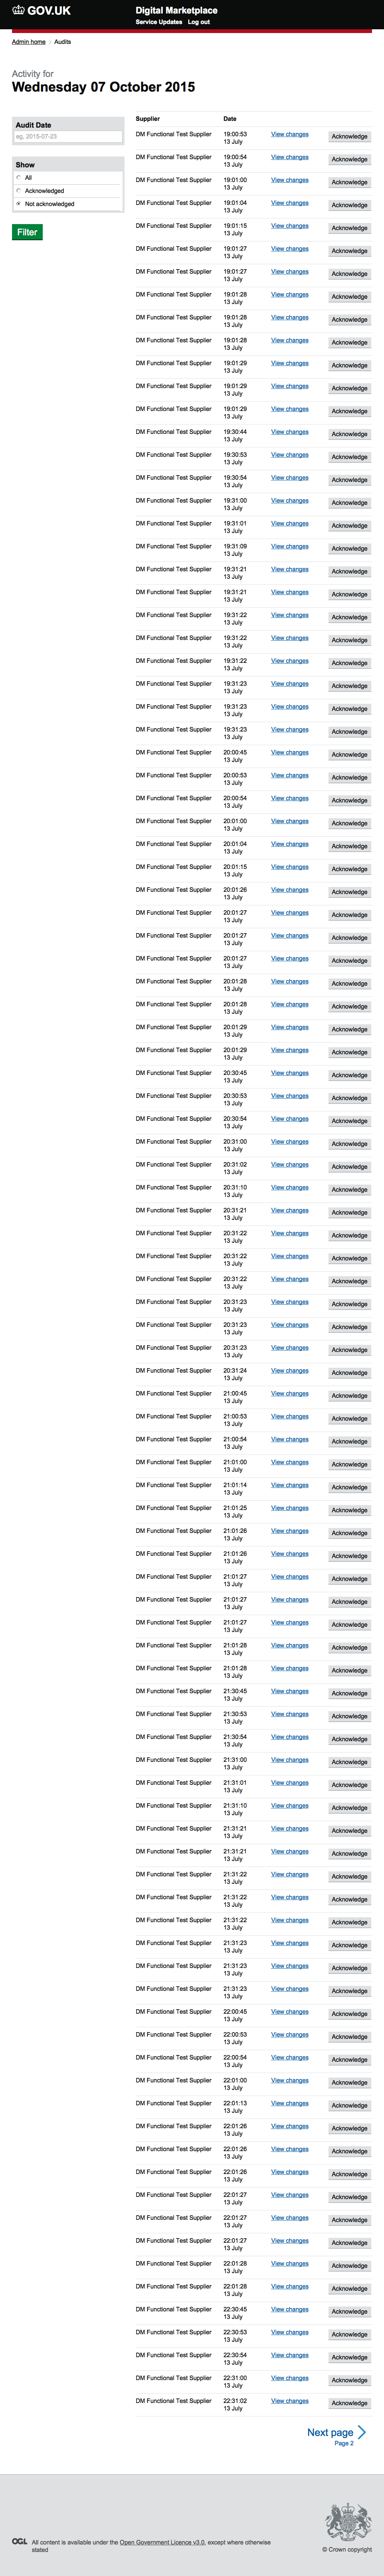 GOV.UK
Digital Marketplace
Service Updates Log out
Admin home Audits
Activity for
Wednesday 07 October 2015
Audit Date
eg, 2015-07-23
Show
All
Acknowledged
Not acknowledged
Filter
Supplier Date
DM Functional Test Supplier 19:00:53 View changes Acknowledge
13 July
DM Functional Test Supplier 19:00:54 View changes Acknowledge
13 July
DM Functional Test Supplier 19:01:00 View changes Acknowledge
13 July
DM Functional Test Supplier 19:01:04 View changes Acknowledge
13 July
DM Functional Test Supplier 19:01:15 View changes Acknowledge
13 July
DM Functional Test Supplier 19:01:27 View changes Acknowledge
13 July
DM Functional Test Supplier 19:01:27 View changes Acknowledge
13 July
DM Functional Test Supplier 19:01:28 View changes Acknowledge
13 July
DM Functional Test Supplier 19:01:28 View changes Acknowledge
13 July
DM Functional Test Supplier 19:01:28 View changes Acknowledge
13 July
DM Functional Test Supplier 19:01:29 View changes Acknowledge
13 July
DM Functional Test Supplier 19:01:29 View changes Acknowledge
13 July
DM Functional Test Supplier 19:01:29 View changes Acknowledge
13 July
DM Functional Test Supplier 19:30:44 View changes Acknowledge
13 July
DM Functional Test Supplier 19:30:53 View changes Acknowledge
13 July
DM Functional Test Supplier 19:30:54 View changes Acknowledge
13 July
DM Functional Test Supplier 19:31:00 View changes Acknowledge
13 July
DM Functional Test Supplier 19:31:01 View changes Acknowledge
13 July
DM Functional Test Supplier 19:31:09 View changes Acknowledge
13 July
DM Functional Test Supplier 19:31:21 View changes Acknowledge
13 July
DM Functional Test Supplier 19:31:21 View changes Acknowledge
13 July
DM Functional Test Supplier 19:31:22 View changes Acknowledge
13 July
DM Functional Test Supplier 19:31:22 View changes Acknowledge
13 July
DM Functional Test Supplier 19:31:22 View changes Acknowledge
13 July
DM Functional Test Supplier 19:31:23 View changes Acknowledge
13 July
DM Functional Test Supplier 19:31:23 View changes Acknowledge
13 July
DM Functional Test Supplier 19:31:23 View changes Acknowledge
13 July
DM Functional Test Supplier 20:00:45 View changes Acknowledge
13 July
DM Functional Test Supplier 20:00:53 View changes Acknowledge
13 July
DM Functional Test Supplier 20:00:54 View changes Acknowledge
13 July
DM Functional Test Supplier 20:01:00 View changes Acknowledge
13 July
DM Functional Test Supplier 20:01:04 View changes Acknowledge
13 July
DM Functional Test Supplier 20:01:15 View changes Acknowledge
13 July
DM Functional Test Supplier 20:01:26 View changes Acknowledge
13 July
DM Functional Test Supplier 20:01:27 View changes Acknowledge
13 July
DM Functional Test Supplier 20:01:27 View changes Acknowledge
13 July
DM Functional Test Supplier 20:01:27 View changes Acknowledge
13 July
DM Functional Test Supplier 20:01:28 View changes Acknowledge
13 July
DM Functional Test Supplier 20:01:28 View changes Acknowledge
13 July
DM Functional Test Supplier 20:01:29 View changes Acknowledge
13 July
DM Functional Test Supplier 20:01:29 View changes Acknowledge
13 July
DM Functional Test Supplier 20:30:45 View changes Acknowledge
13 July
DM Functional Test Supplier 20:30:53 View changes Acknowledge
13 July
DM Functional Test Supplier 20:30:54 View changes Acknowledge
13 July
DM Functional Test Supplier 20:31:00 View changes Acknowledge
13 July
DM Functional Test Supplier 20:31:02 View changes Acknowledge
13 July
DM Functional Test Supplier 20:31:10 View changes Acknowledge
13 July
DM Functional Test Supplier 20:31:21 View changes Acknowledge
13 July
DM Functional Test Supplier 20:31:22 View changes Acknowledge
13 July
DM Functional Test Supplier 20:31:22 View changes Acknowledge
13 July
DM Functional Test Supplier 20:31:22 View changes Acknowledge
13 July
DM Functional Test Supplier 20:31:23 View changes Acknowledge
13 July
DM Functional Test Supplier 20:31:23 View changes Acknowledge
13 July
DM Functional Test Supplier 20:31:23 View changes Acknowledge
13 July
DM Functional Test Supplier 20:31:24 View changes Acknowledge
13 July
DM Functional Test Supplier 21:00:45 View changes Acknowledge
13 July
DM Functional Test Supplier 21:00:53 View changes Acknowledge
13 July
DM Functional Test Supplier 21:00:54 View changes Acknowledge
13 July
DM Functional Test Supplier 21:01:00 View changes Acknowledge
13 July
DM Functional Test Supplier 21:01:14 View changes Acknowledge
13 July
DM Functional Test Supplier 21:01:25 View changes Acknowledge
13 July
DM Functional Test Supplier 21:01:26 View changes Acknowledge
13 July
DM Functional Test Supplier 21:01:26 View changes Acknowledge
13 July
DM Functional Test Supplier 21:01:27 View changes Acknowledge
13 July
DM Functional Test Supplier 21:01:27 View changes Acknowledge
13 July
DM Functional Test Supplier 21:01:27 View changes Acknowledge
13 July
DM Functional Test Supplier 21:01:28 View changes Acknowledge
13 July
DM Functional Test Supplier 21:01:28 View changes Acknowledge
13 July
DM Functional Test Supplier 21:30:45 View changes Acknowledge
13 July
DM Functional Test Supplier 21:30:53 View changes Acknowledge
13 July
DM Functional Test Supplier 21:30:54 View changes Acknowledge
13 July
DM Functional Test Supplier 21:31:00 View changes Acknowledge
13 July
DM Functional Test Supplier 21:31:01 View changes Acknowledge
13 July
DM Functional Test Supplier 21:31:10 View changes Acknowledge
13 July
DM Functional Test Supplier 21:31:21 View changes Acknowledge
13 July
DM Functional Test Supplier 21:31:21 View changes Acknowledge
13 July
DM Functional Test Supplier 21:31:22 View changes Acknowledge
13 July
DM Functional Test Supplier 21:31:22 View changes Acknowledge
13 July
DM Functional Test Supplier 21:31:22 View changes Acknowledge
13 July
DM Functional Test Supplier 21:31:23 View changes Acknowledge
13 July
DM Functional Test Supplier 21:31:23 View changes Acknowledge
13 July
DM Functional Test Supplier 21:31:23 View changes Acknowledge
13 July
DM Functional Test Supplier 22:00:45 View changes Acknowledge
13 July
DM Functional Test Supplier 22:00:53 View changes Acknowledge
13 July
DM Functional Test Supplier 22:00:54 View changes Acknowledge
13 July
DM Functional Test Supplier 22:01:00 View changes Acknowledge
13 July
DM Functional Test Supplier 22:01:13 View changes Acknowledge
13 July
DM Functional Test Supplier 22:01:26 View changes Acknowledge
13 July
DM Functional Test Supplier 22:01:26 View changes Acknowledge
13 July
DM Functional Test Supplier 22:01:26 View changes Acknowledge
13 July
DM Functional Test Supplier 22:01:27 View changes Acknowledge
13 July
DM Functional Test Supplier 22:01:27 View changes Acknowledge
13 July
DM Functional Test Supplier 22:01:27 View changes Acknowledge
13 July
DM Functional Test Supplier 22:01:28 View changes Acknowledge
13 July
DM Functional Test Supplier 22:01:28 View changes Acknowledge
13 July
DM Functional Test Supplier 22:30:45 View changes Acknowledge
13 July
DM Functional Test Supplier 22:30:53 View changes Acknowledge
13 July
DM Functional Test Supplier 22:30:54 View changes Acknowledge
13 July
DM Functional Test Supplier 22:31:00 View changes Acknowledge
13 July
DM Functional Test Supplier 22:31:02 View changes Acknowledge
13 July
Next page
Page 2
OGL All content is available under the Open Government Licence v3.0, except where otherwise
stated
© Crown copyright